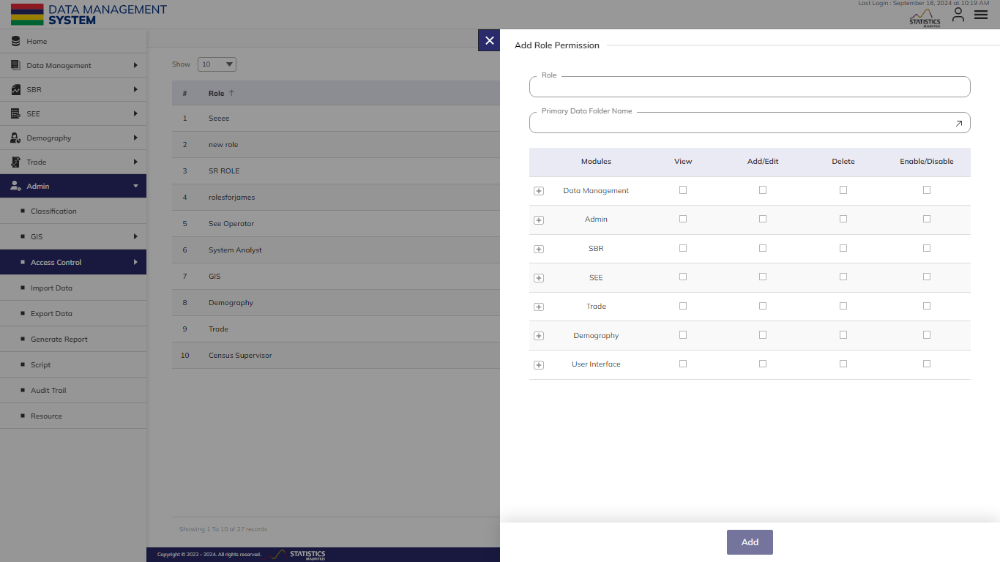 DATA MANAGEMENT
SYSTEM
Last Login : September 16, 2024 at 10:19 AM
STATISTICS
MAURITIUS
Home
Data Management
SBR
SEE
Demography
Trade
Admin
Classification
GIS
Access Control
Import Data
Export Data
Generate Report
Script
Audit Trail
Resource
Show 10
# Role
1 Seeee
2 new role
3 SR ROLE
4 rolesforjames
5 See Operator
6 System Analyst
7 GIS
8 Demography
9 Trade
10 Census Supervisor
Showing 1 To 10 of 27 records
Copyright © 2022 - 2024. All rights reserved.
STATISTICS
MAURITIUS
Add Role Permission
Role
Primary Data Folder Name
Modules View Add/Edit Delete Enable/Disable
Data Management
Admin
SBR
SEE
Trade
Demography
User Interface
Add